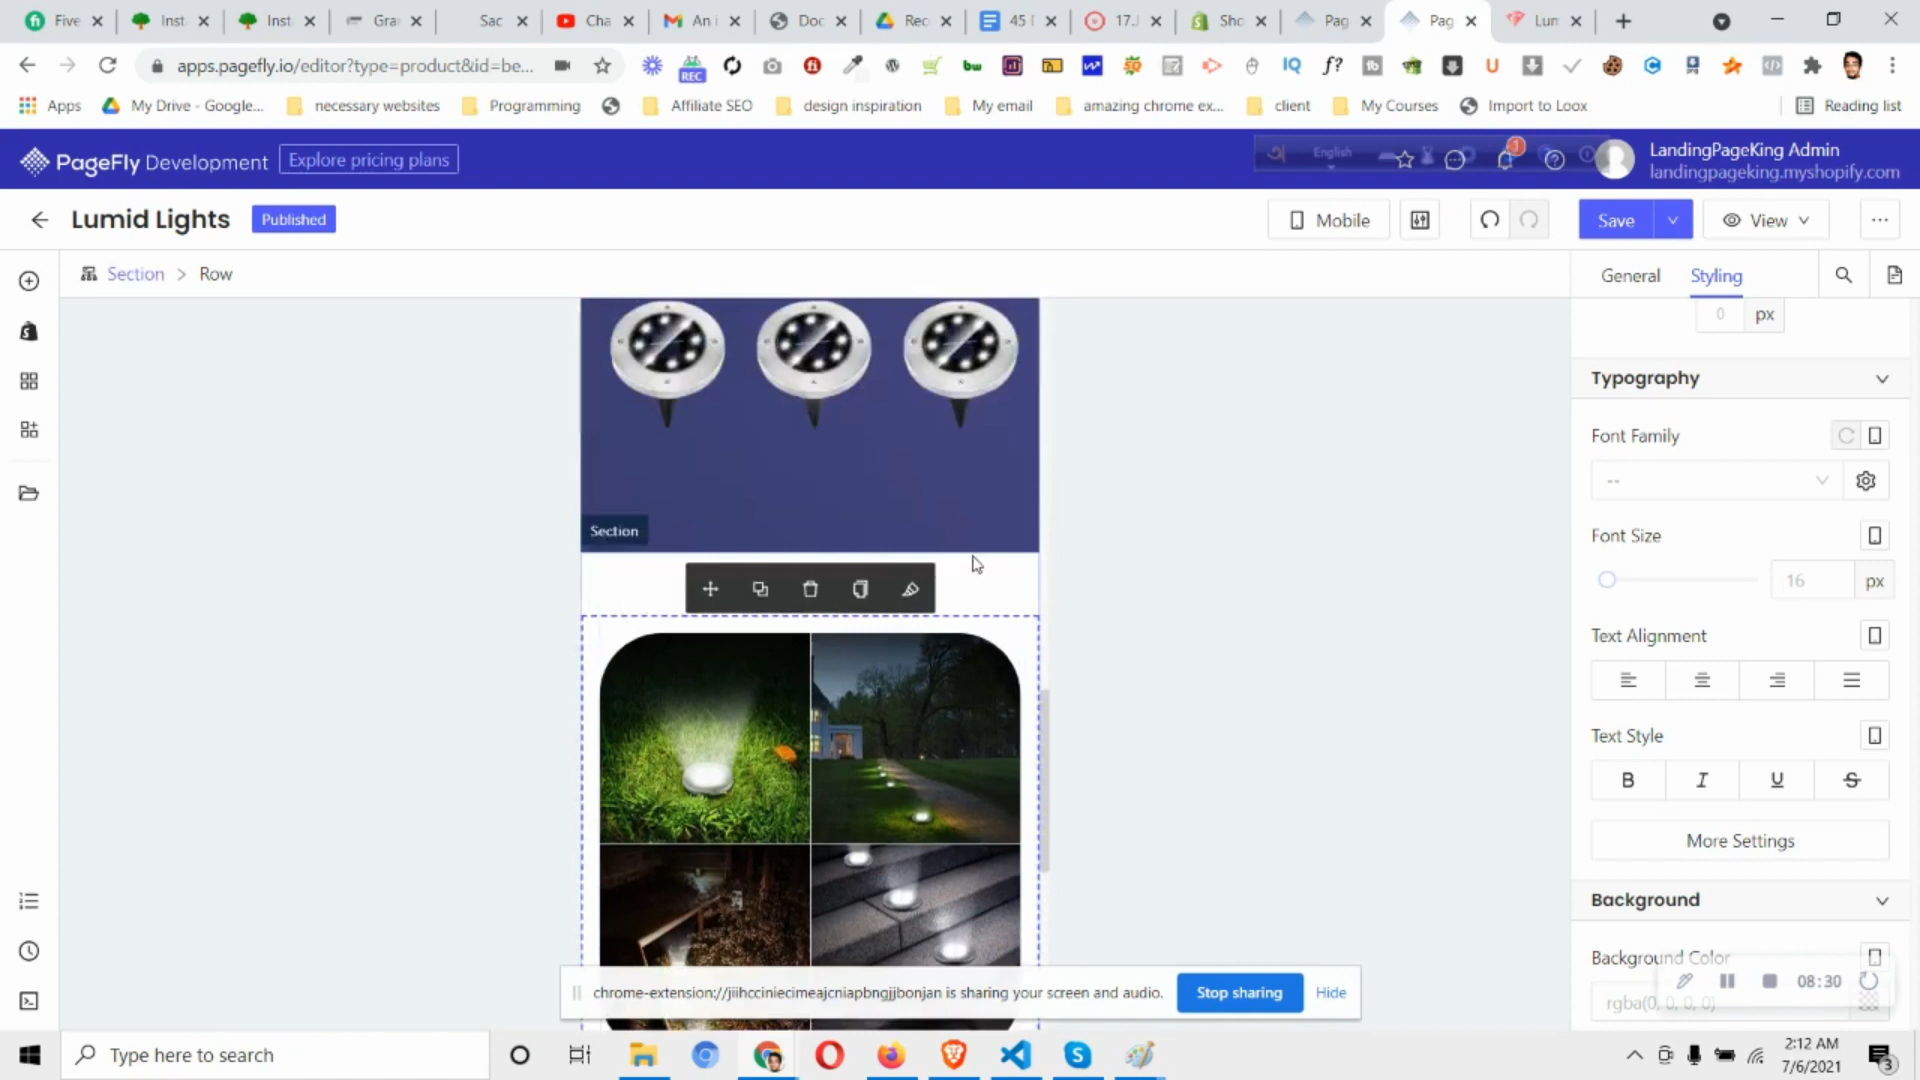 Five
Inst
Inst
Gra
Sac
Cha
An i
Doc
Rec
45 [
17.
Sho
Pag
Pag
Lum
apps.pagefly.io/editor?type=product&id=be...
REC
bw
IQ
f?
Apps
My Drive - Google...
necessary websites
Programming
Affiliate SEO
design inspiration
My email
amazing chrome ex...
client
My Courses
Import to Loox
Reading list
PageFly Development
Explore pricing plans
English
1
LandingPageKing Admin
landingpageking.myshopify.com
Lumid Lights
Published
Mobile
Save
View
Section > Row
General
Styling
0 px
Typography
Font Family
--
Font Size
16 px
Text Alignment
Text Style
B I U S
More Settings
Background
Background Color
rgba(0, 0, 0, 0)
08:30
Section
chrome-extension://jiihcciniecimeajcniapbngjjbonjan is sharing your screen and audio.
Stop sharing
Hide
Type here to search
2:12 AM
7/6/2021
3